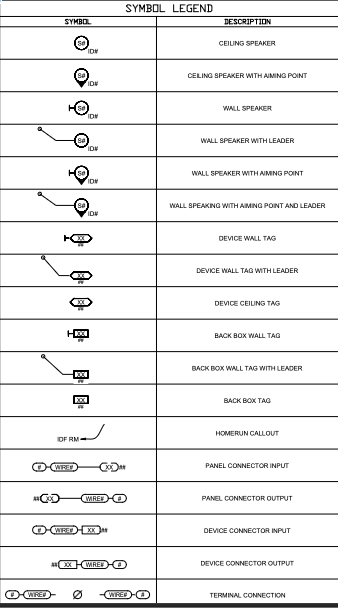 SYMBOL LEGEND
SYMBOL DESCRIPTION
S# ID# CEILING SPEAKER
S# ID# CEILING SPEAKER WITH AIMING POINT
S# ID# WALL SPEAKER
S# ID# WALL SPEAKER WITH LEADER
S# ID# WALL SPEAKER WITH AIMING POINT
S# ID# WALL SPEAKING WITH AIMING POINT AND LEADER
XX DEVICE WALL TAG
##
XX DEVICE WALL TAG WITH LEADER
##
XX DEVICE CEILING TAG
##
XX BACK BOX WALL TAG
##
XX BACK BOX WALL TAG WITH LEADER
##
XX BACK BOX TAG
##
IDF RM HOMERUN CALLOUT
# WIRE# XX ## PANEL CONNECTOR INPUT
## XX WIRE# # PANEL CONNECTOR OUTPUT
# WIRE# XX ## DEVICE CONNECTOR INPUT
## XX WIRE# # DEVICE CONNECTOR OUTPUT
# WIRE# Ø WIRE# # TERMINAL CONNECTION